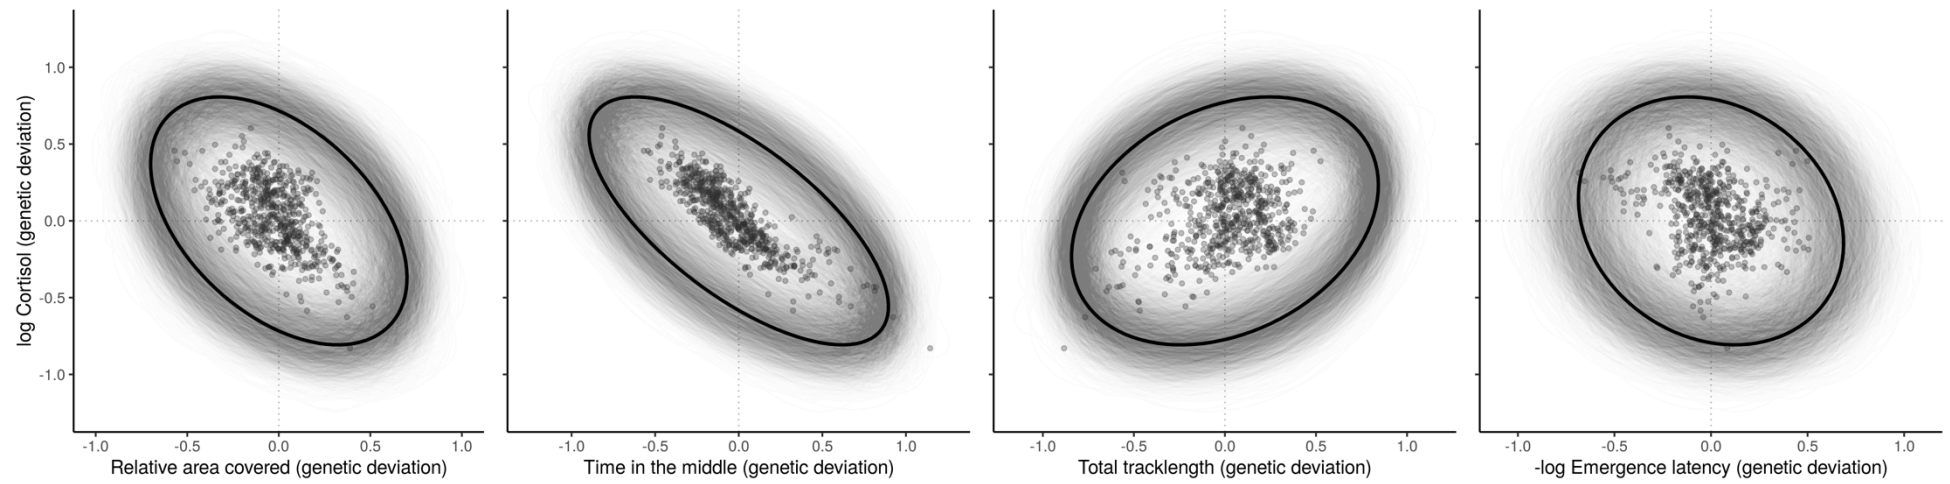 log Cortisol (genetic deviation)
1.0
0.5
0.0
-0.5
-1.0
-1.0 -0.5 0.0 0.5 1.0
Relative area covered (genetic deviation)
-1.0 -0.5 0.0 0.5 1.0
Time in the middle (genetic deviation)
-1.0 -0.5 0.0 0.5 1.0
Total tracklength (genetic deviation)
-1.0 -0.5 0.0 0.5 1.0
-log Emergence latency (genetic deviation)